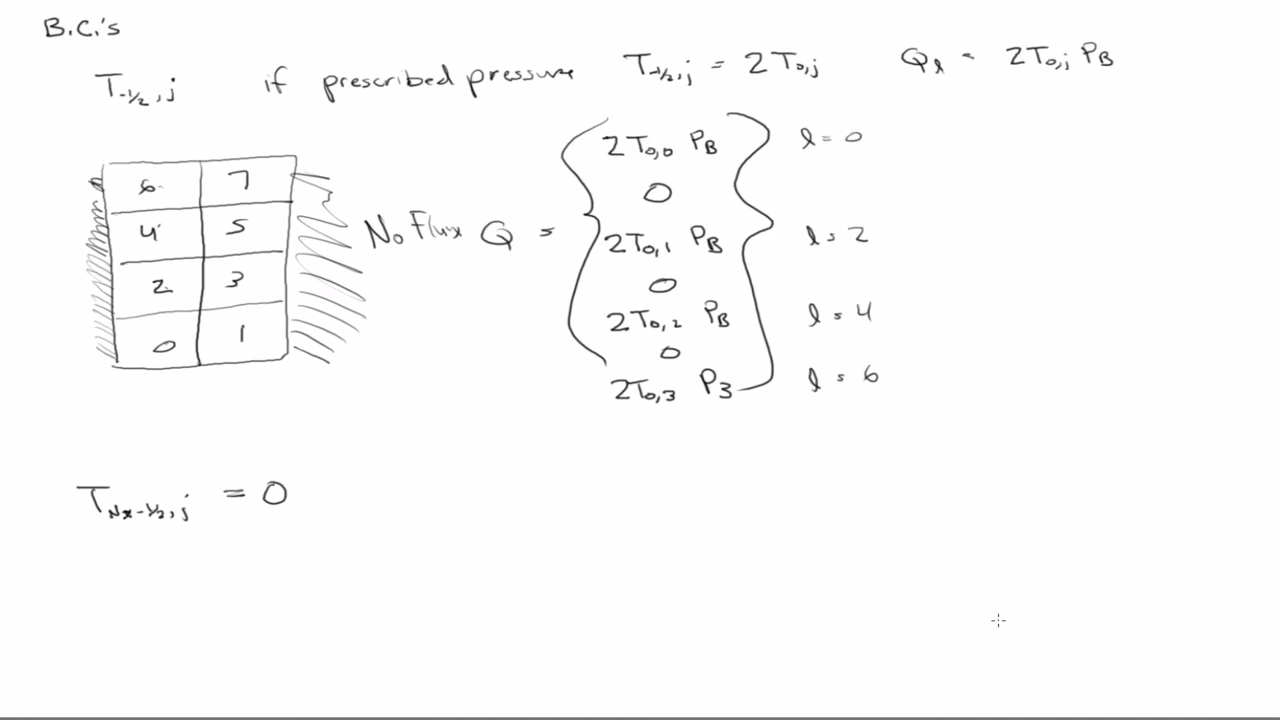 B.C.'s
T-1/2,j if prescribed pressure T-1/2,j = 2T0,j Ql = 2T0,j PB
2T0,0 PB l = 0
6 7 0
4 5 No Flux Q = 2T0,1 PB l = 2
2 3 0
2T0,2 PB l = 4
0 1 0
2T0,3 P3 l = 6
TNx-1/2,j = 0